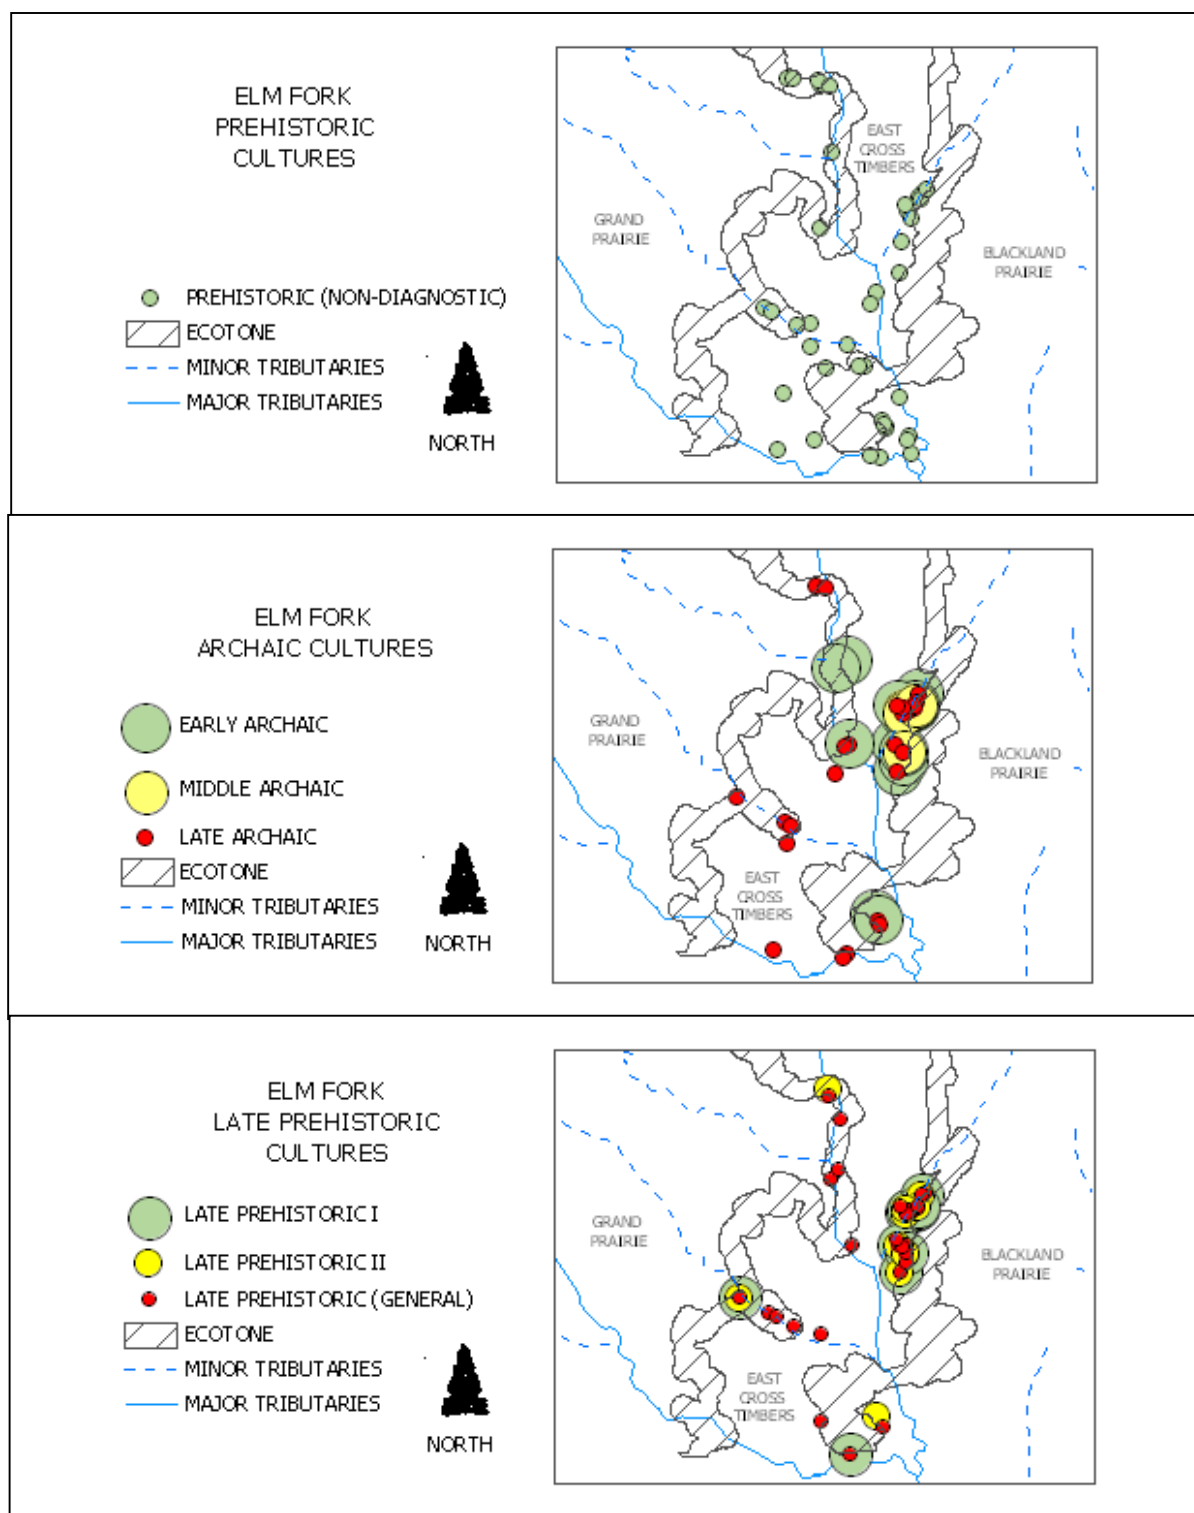 ELM FORK
PREHISTORIC
CULTURES
PREHISTORIC (NON-DIAGNOSTIC)
ECOTONE
MINOR TRIBUTARIES
MAJOR TRIBUTARIES
NORTH
EAST
CROSS
TIMBERS
GRAND
PRAIRIE
BLACKLAND
PRAIRIE
ELM FORK
ARCHAIC CULTURES
EARLY ARCHAIC
MIDDLE ARCHAIC
LATE ARCHAIC
ECOTONE
MINOR TRIBUTARIES
MAJOR TRIBUTARIES
NORTH
GRAND
PRAIRIE
BLACKLAND
PRAIRIE
EAST
CROSS
TIMBERS
ELM FORK
LATE PREHISTORIC
CULTURES
LATE PREHISTORIC I
LATE PREHISTORIC II
LATE PREHISTORIC (GENERAL)
ECOTONE
MINOR TRIBUTARIES
MAJOR TRIBUTARIES
NORTH
GRAND
PRAIRIE
BLACKLAND
PRAIRIE
EAST
CROSS
TIMBERS